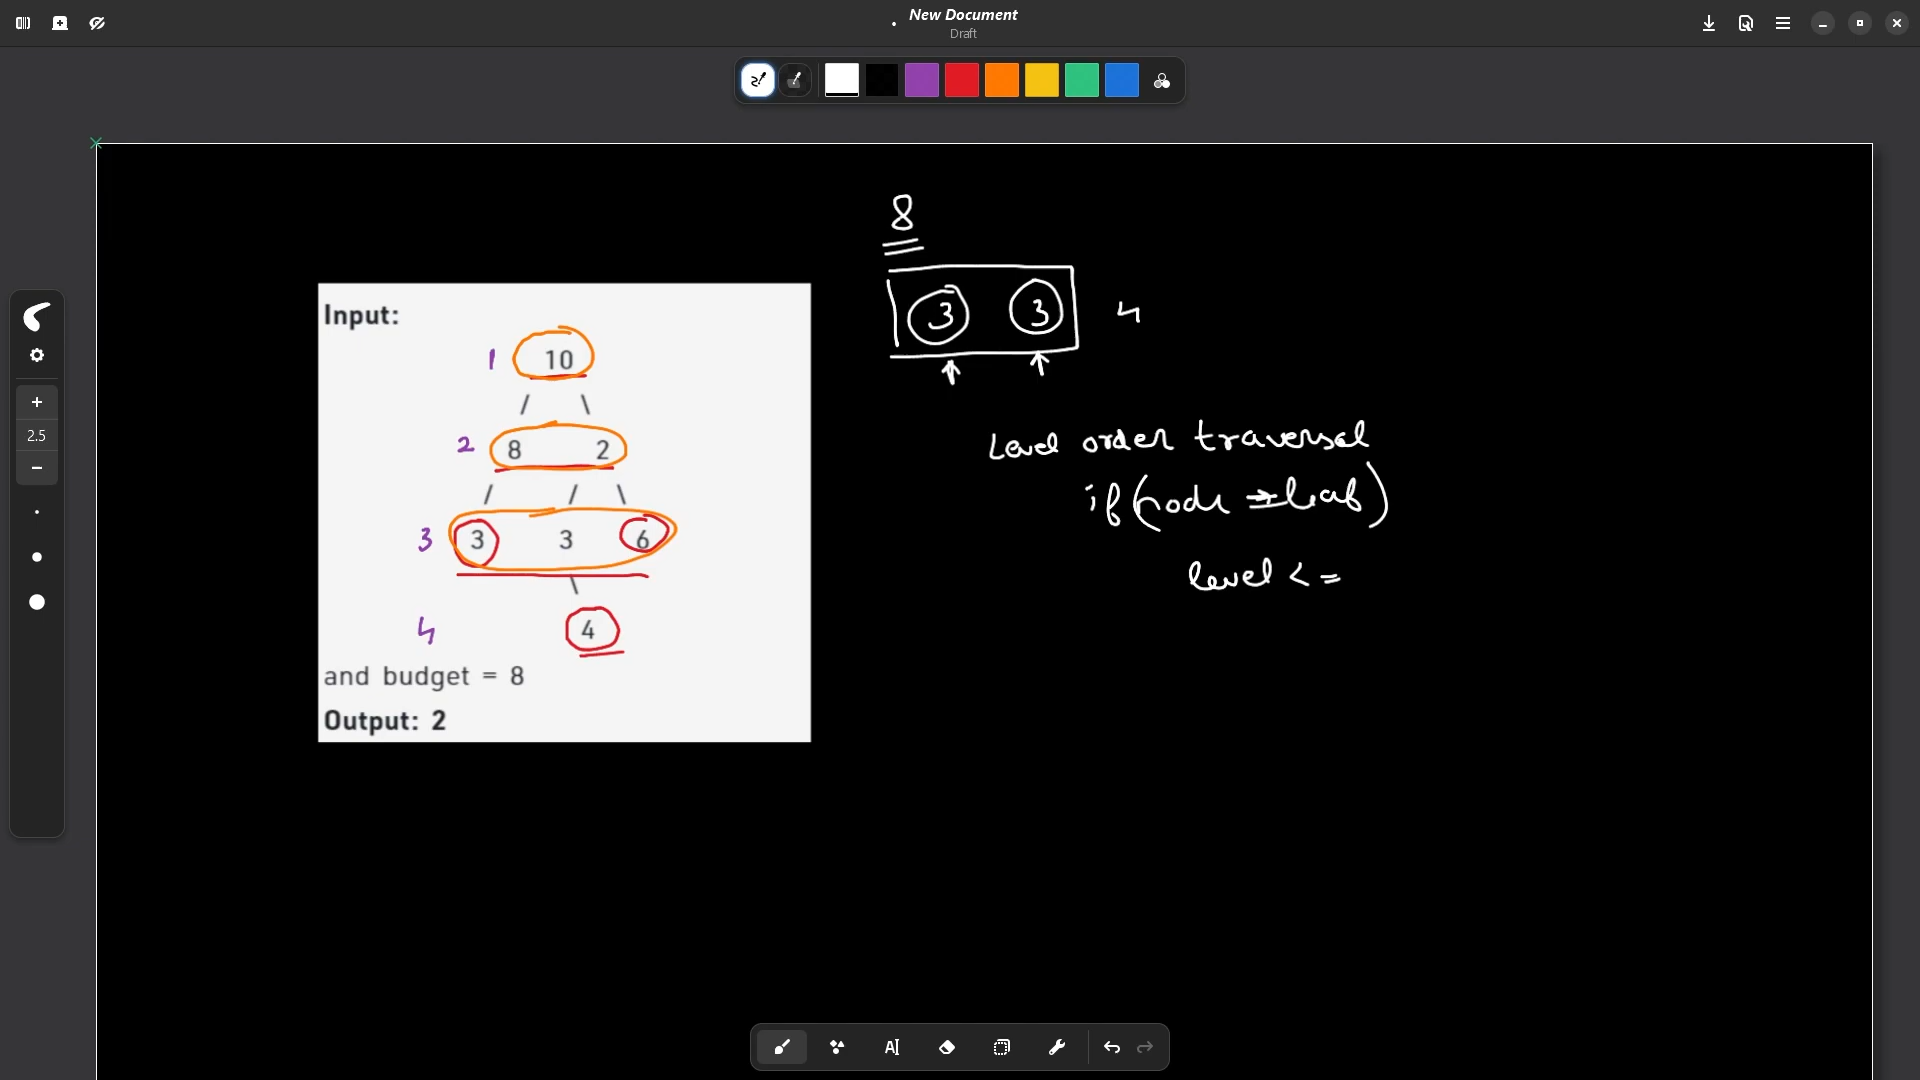 New Document
Draft
8
3 3 4
Input:
1 10
/ \
2 8 2
/ / \
3 3 3 6
\
4 4
and budget = 8
Output: 2
Level order traversal
if(node → leaf)
level < =
2.5
AI